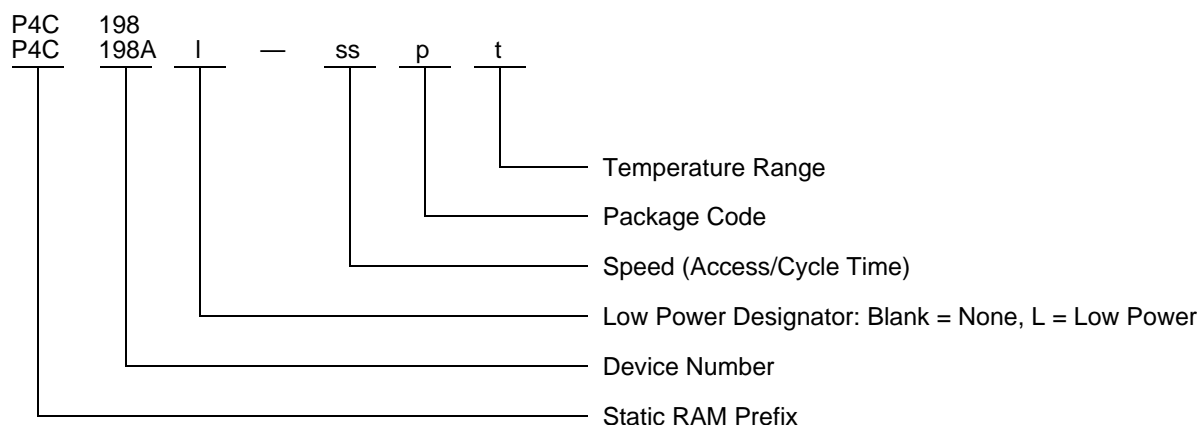 P4C 198
P4C 198A l — ss p t
Temperature Range
Package Code
Speed (Access/Cycle Time)
Low Power Designator: Blank = None, L = Low Power
Device Number
Static RAM Prefix